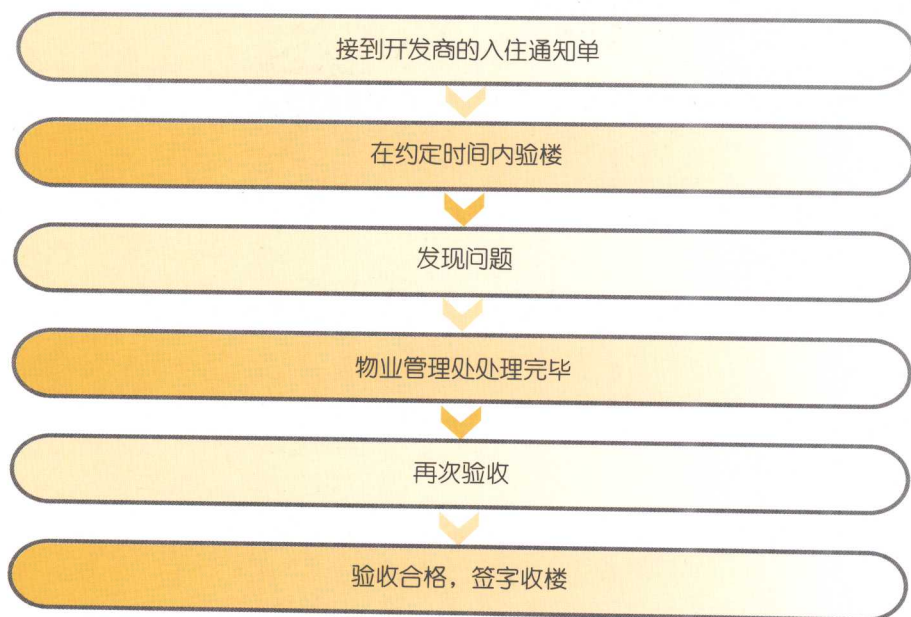 接到开发商的入住通知单
在约定时间内验楼
发现问题
物业管理处处理完毕
再次验收
验收合格，签字收楼